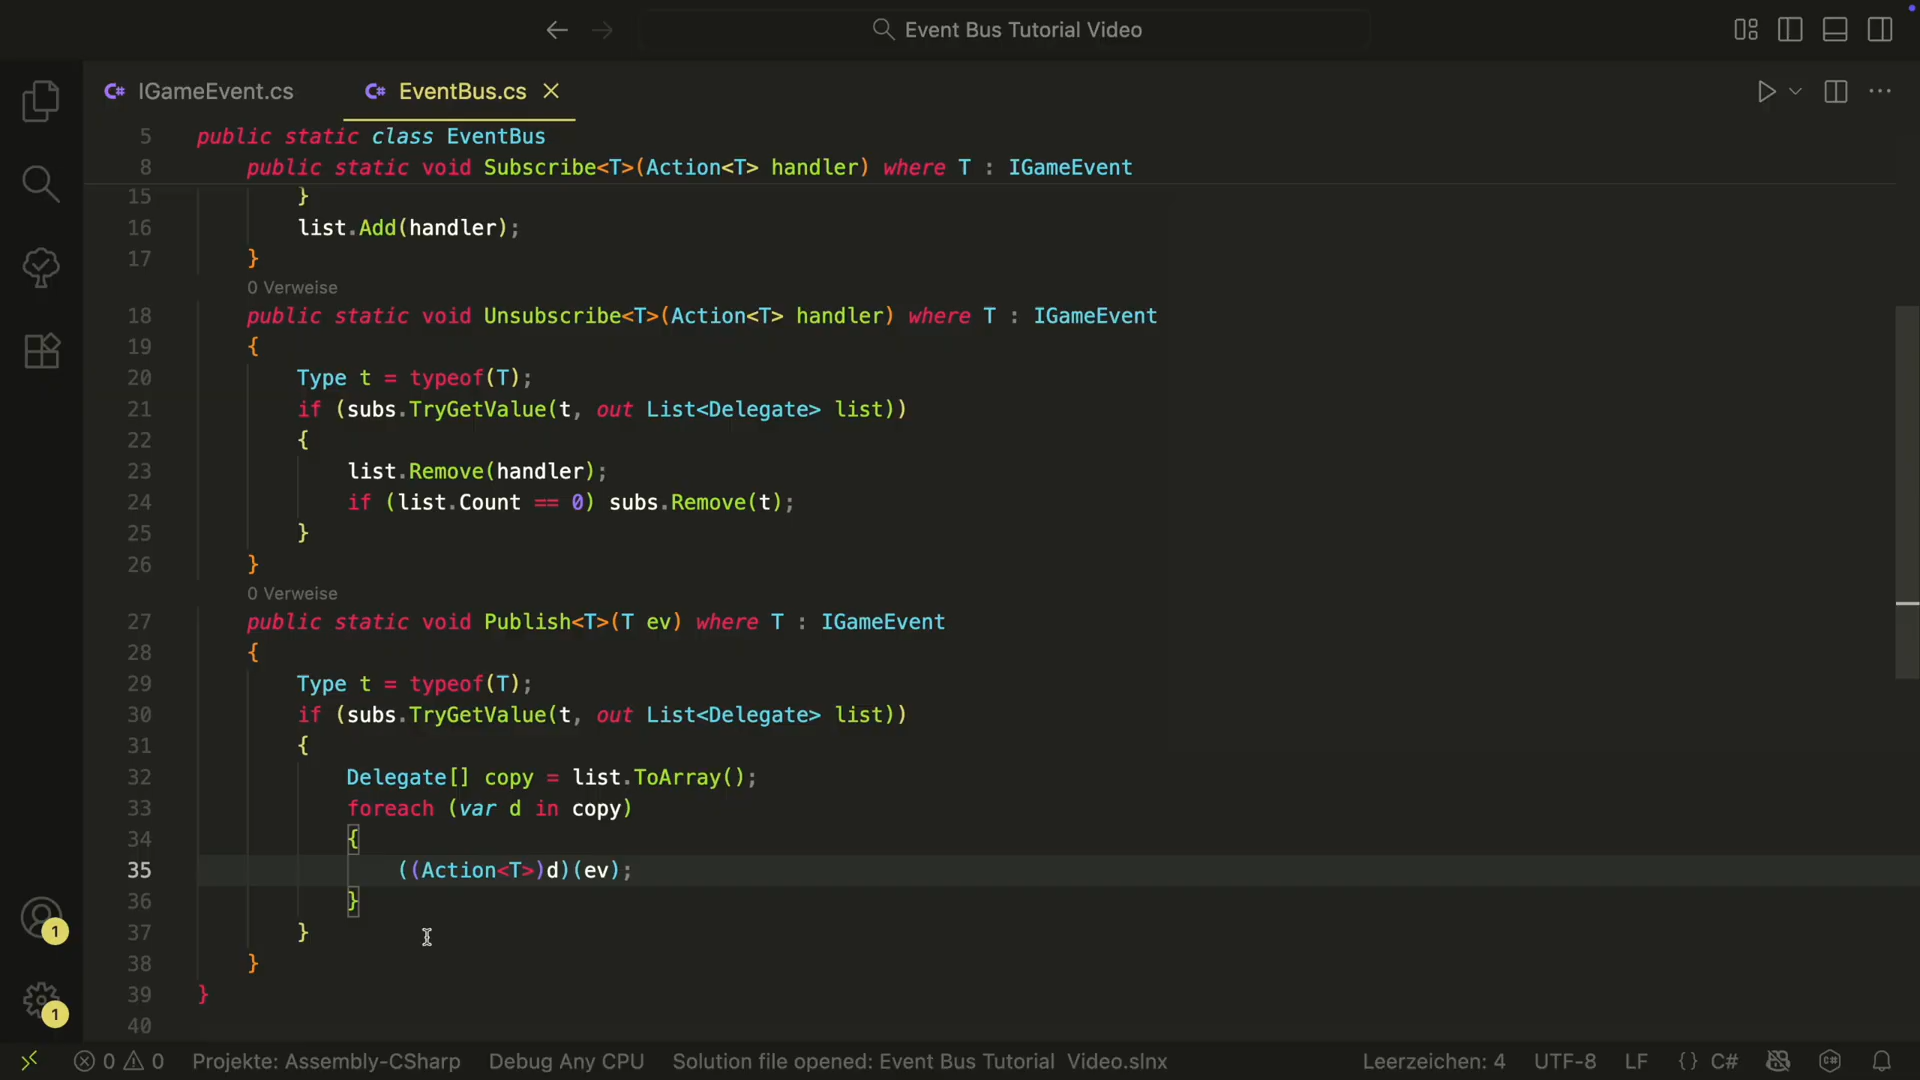 Event Bus Tutorial Video
IGameEvent.cs
EventBus.cs
5 public static class EventBus
8 public static void Subscribe<T>(Action<T> handler) where T : IGameEvent
15 }
16 list.Add(handler);
17 }
0 Verweise
18 public static void Unsubscribe<T>(Action<T> handler) where T : IGameEvent
19 {
20 Type t = typeof(T);
21 if (subs.TryGetValue(t, out List<Delegate> list))
22 {
23 list.Remove(handler);
24 if (list.Count == 0) subs.Remove(t);
25 }
26 }
0 Verweise
27 public static void Publish<T>(T ev) where T : IGameEvent
28 {
29 Type t = typeof(T);
30 if (subs.TryGetValue(t, out List<Delegate> list))
31 {
32 Delegate[] copy = list.ToArray();
33 foreach (var d in copy)
34 {
35 ((Action<T>)d)(ev);
36 }
37 }
38 }
39 }
40
1
1
0 0 Projekte: Assembly-CSharp Debug Any CPU Solution file opened: Event Bus Tutorial Video.slnx Leerzeichen: 4 UTF-8 LF {} C#